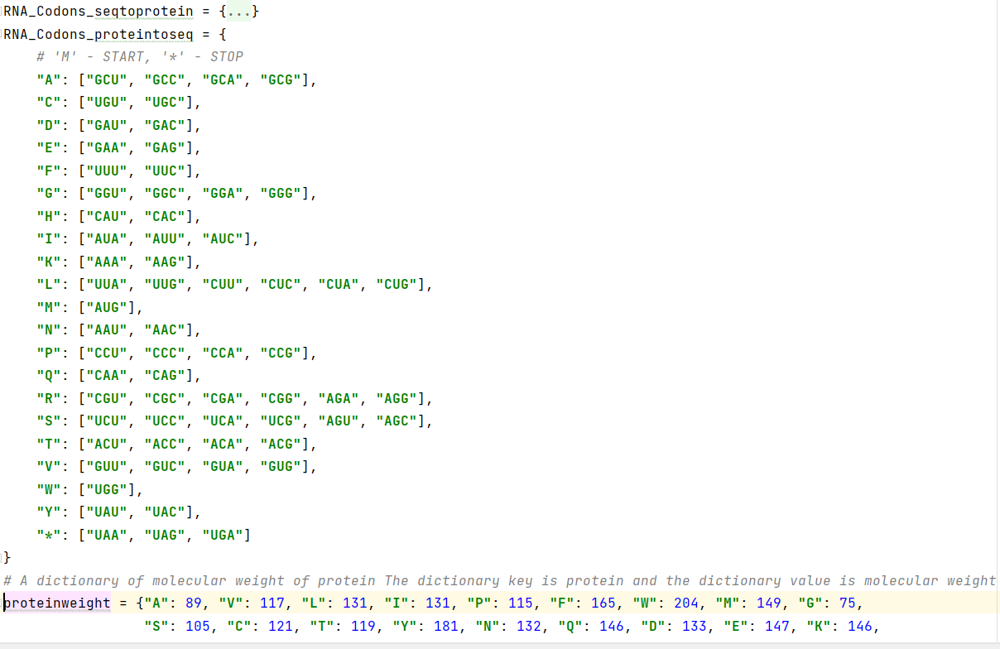 RNA_Codons_seqtoprotein = {...}
RNA_Codons_proteintoseq = {
    # 'M' - START, '*' - STOP
    "A": ["GCU", "GCC", "GCA", "GCG"],
    "C": ["UGU", "UGC"],
    "D": ["GAU", "GAC"],
    "E": ["GAA", "GAG"],
    "F": ["UUU", "UUC"],
    "G": ["GGU", "GGC", "GGA", "GGG"],
    "H": ["CAU", "CAC"],
    "I": ["AUA", "AUU", "AUC"],
    "K": ["AAA", "AAG"],
    "L": ["UUA", "UUG", "CUU", "CUC", "CUA", "CUG"],
    "M": ["AUG"],
    "N": ["AAU", "AAC"],
    "P": ["CCU", "CCC", "CCA", "CCG"],
    "Q": ["CAA", "CAG"],
    "R": ["CGU", "CGC", "CGA", "CGG", "AGA", "AGG"],
    "S": ["UCU", "UCC", "UCA", "UCG", "AGU", "AGC"],
    "T": ["ACU", "ACC", "ACA", "ACG"],
    "V": ["GUU", "GUC", "GUA", "GUG"],
    "W": ["UGG"],
    "Y": ["UAU", "UAC"],
    "*": ["UAA", "UAG", "UGA"]
}
# A dictionary of molecular weight of protein The dictionary key is protein and the dictionary value is molecular weight
proteinweight = {"A": 89, "V": 117, "L": 131, "I": 131, "P": 115, "F": 165, "W": 204, "M": 149, "G": 75,
                 "S": 105, "C": 121, "T": 119, "Y": 181, "N": 132, "Q": 146, "D": 133, "E": 147, "K": 146,